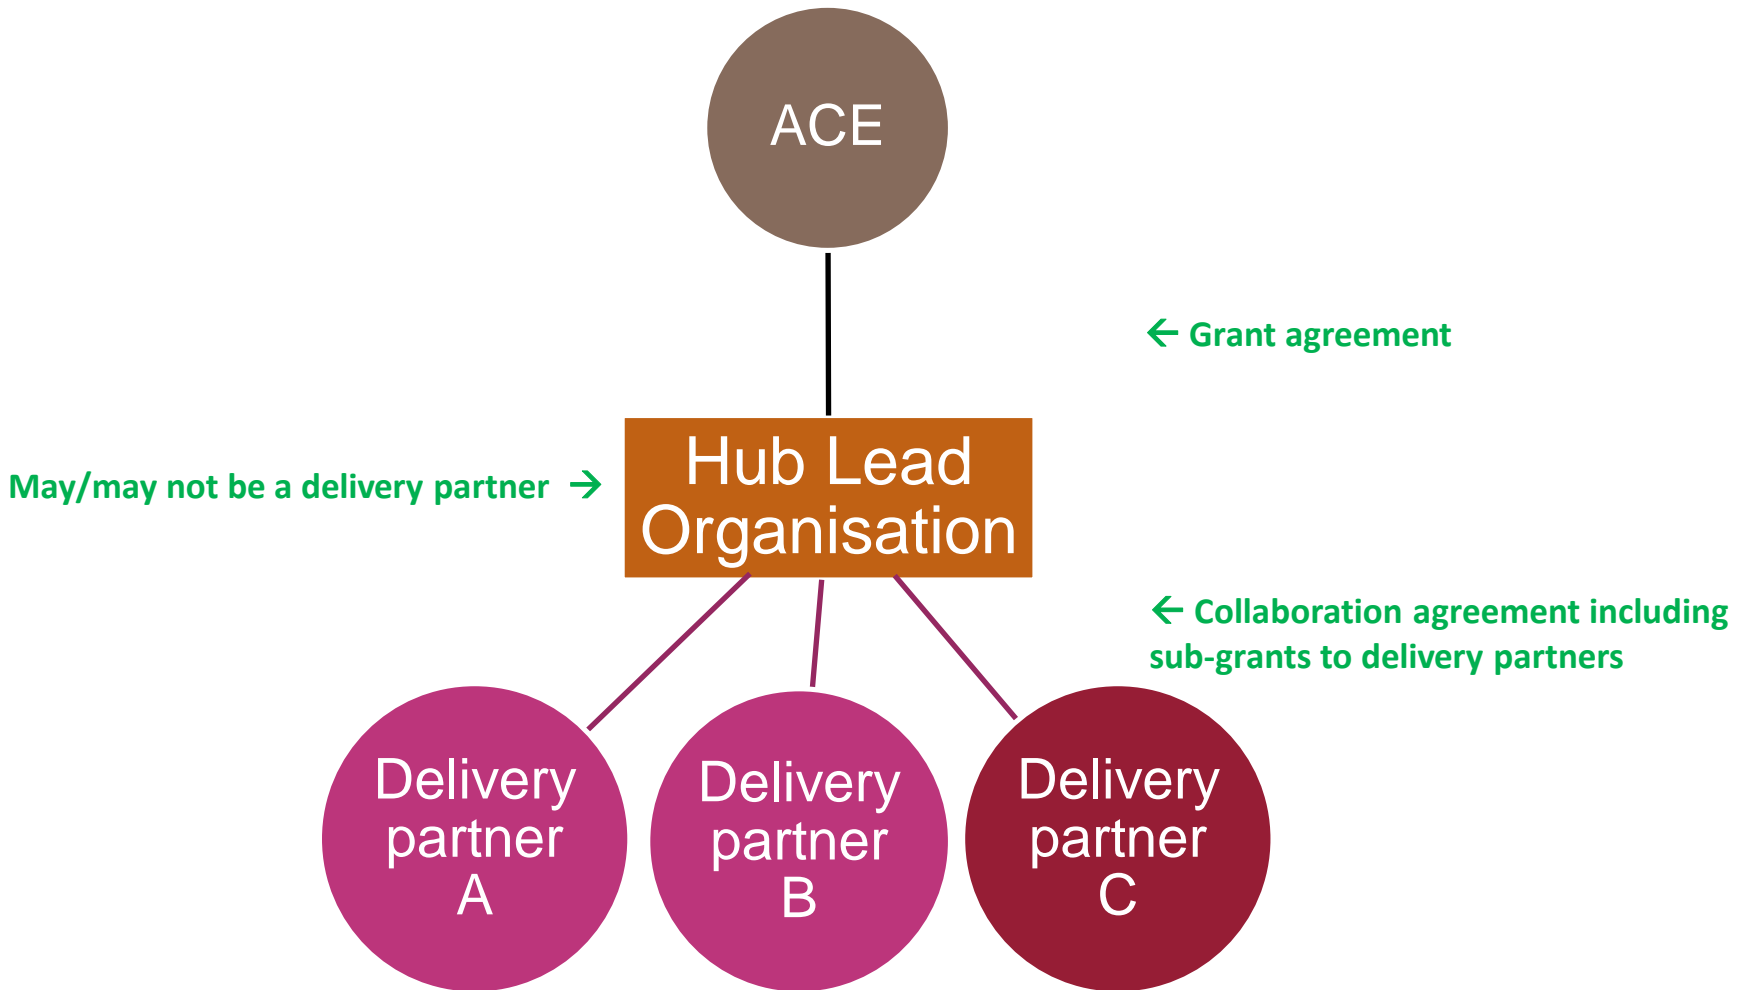 ACE
← Grant agreement
Hub Lead
Organisation
May/may not be a delivery partner →
← Collaboration agreement including
sub-grants to delivery partners
Delivery
partner
A
Delivery
partner
B
Delivery
partner
C